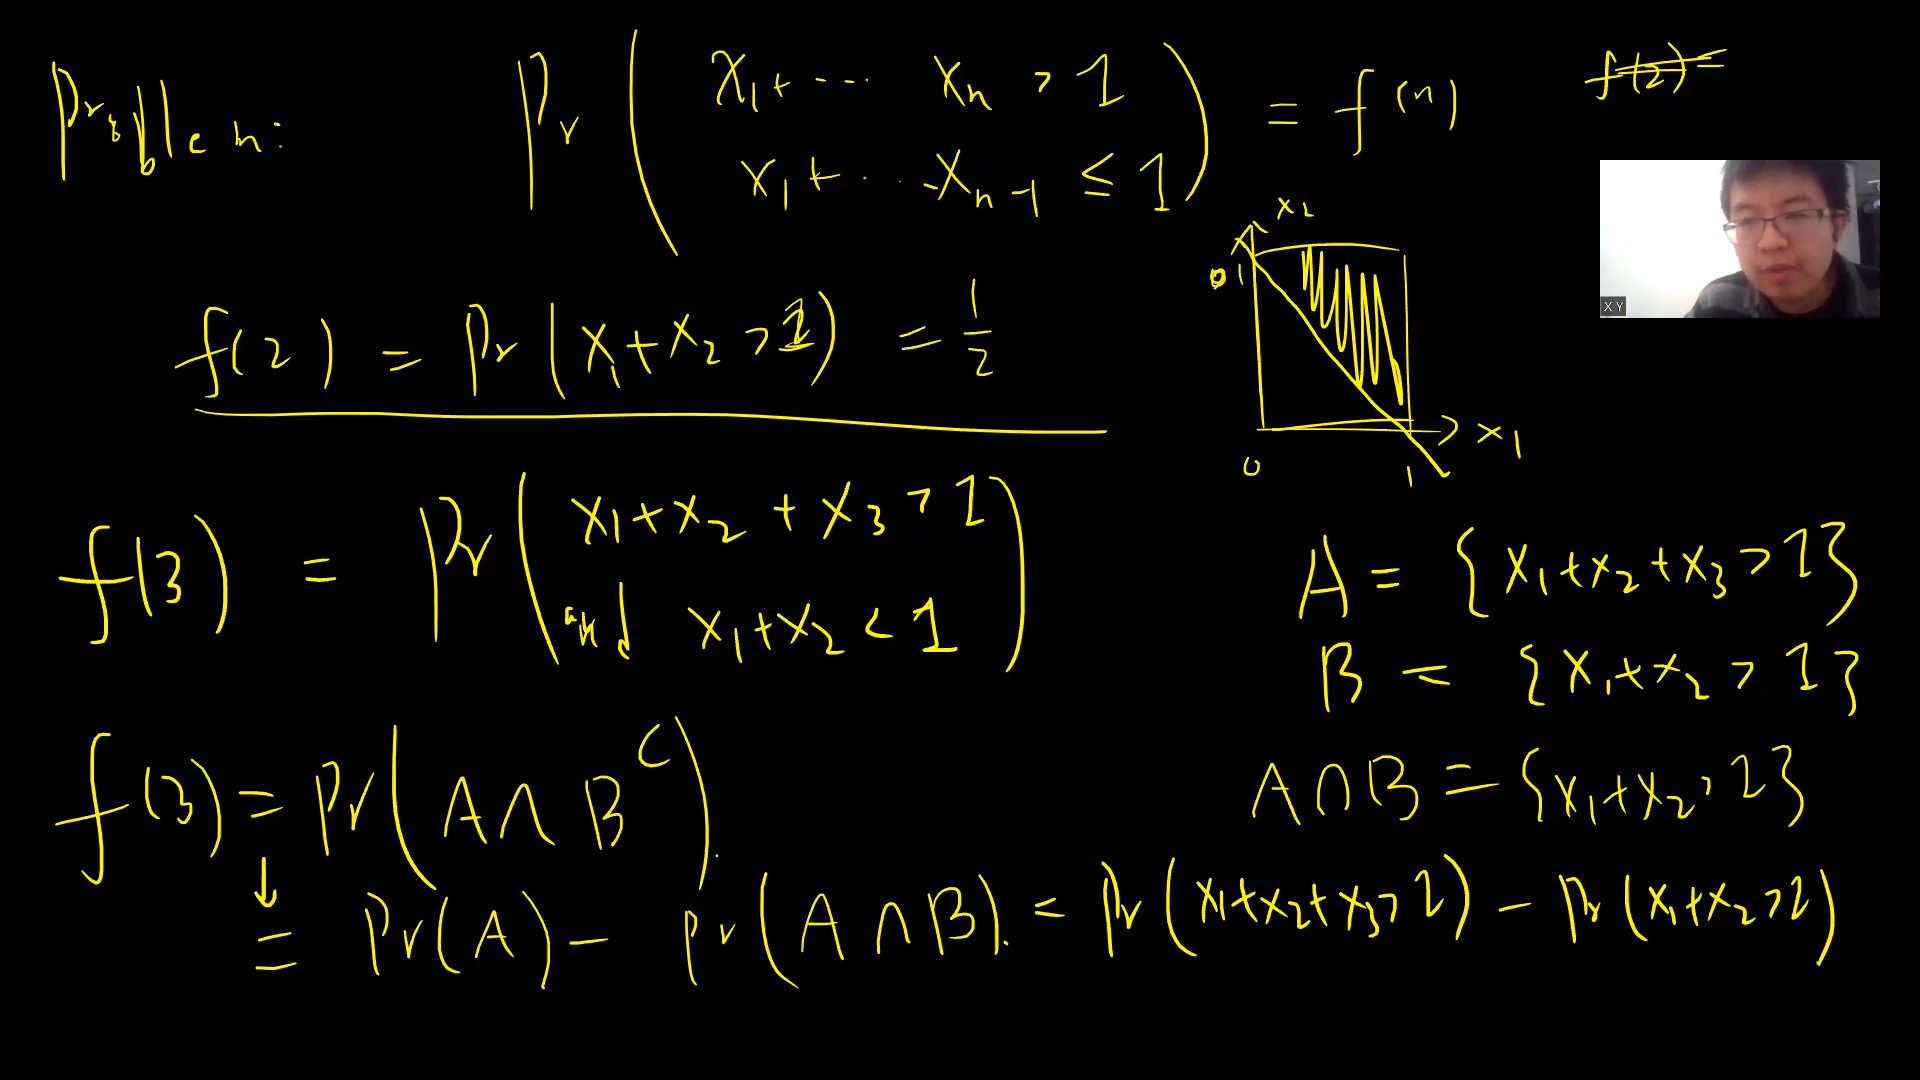 Problem:
Pr ( x₁ + ··· xₙ > 1
x₁ + ··· xₙ₋₁ ≤ 1 ) = f(n)
f(2) =
f(2) = Pr ( x₁ + x₂ > 1 ) = 1/2
x₂
0 1
x₁
0 1
f(3) = Pr ( x₁ + x₂ + x₃ > 1
and x₁ + x₂ < 1 )
A = { x₁ + x₂ + x₃ > 1 }
B = { x₁ + x₂ > 1 }
f(3) = Pr ( A ∩ Bᶜ ).
A ∩ B = { x₁ + x₂ > 1 }
↓
= Pr(A) − Pr ( A ∩ B ). = Pr ( x₁ + x₂ + x₃ > 1 ) − Pr ( x₁ + x₂ > 1 )
X Y